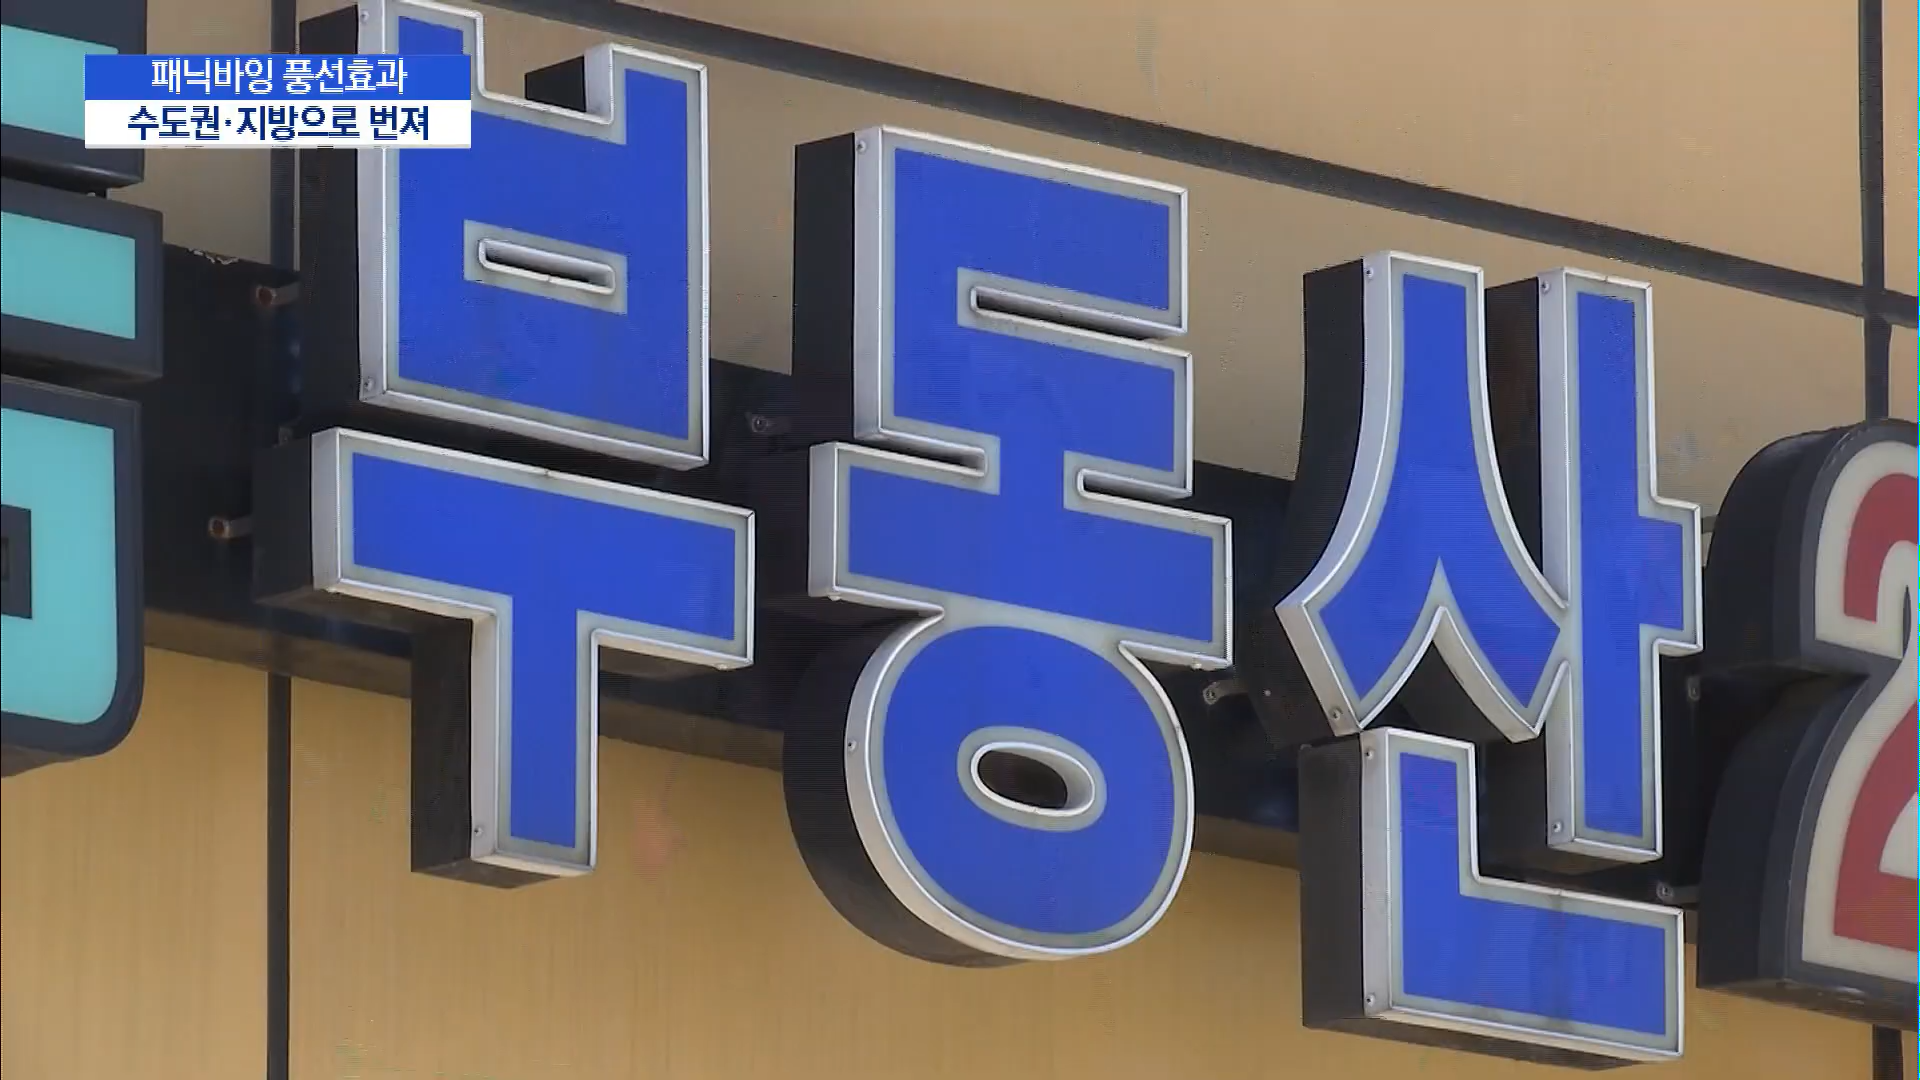 패닉바잉 풍선효과
수도권·지방으로 번져
부동산 2